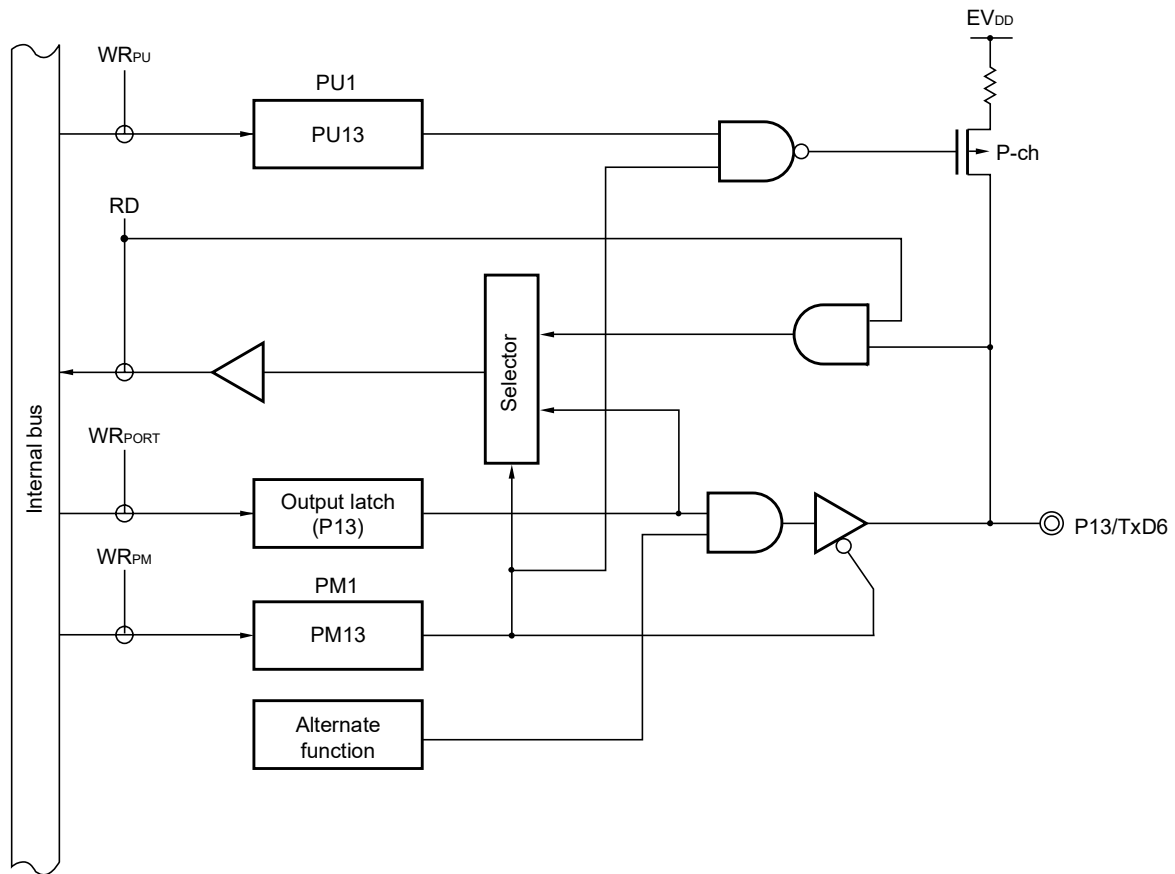 EVDD
WRPU
PU1
PU13
P-ch
RD
Selector
Internal bus
WRPORT
Output latch
(P13)
P13/TxD6
WRPM
PM1
PM13
Alternate
function